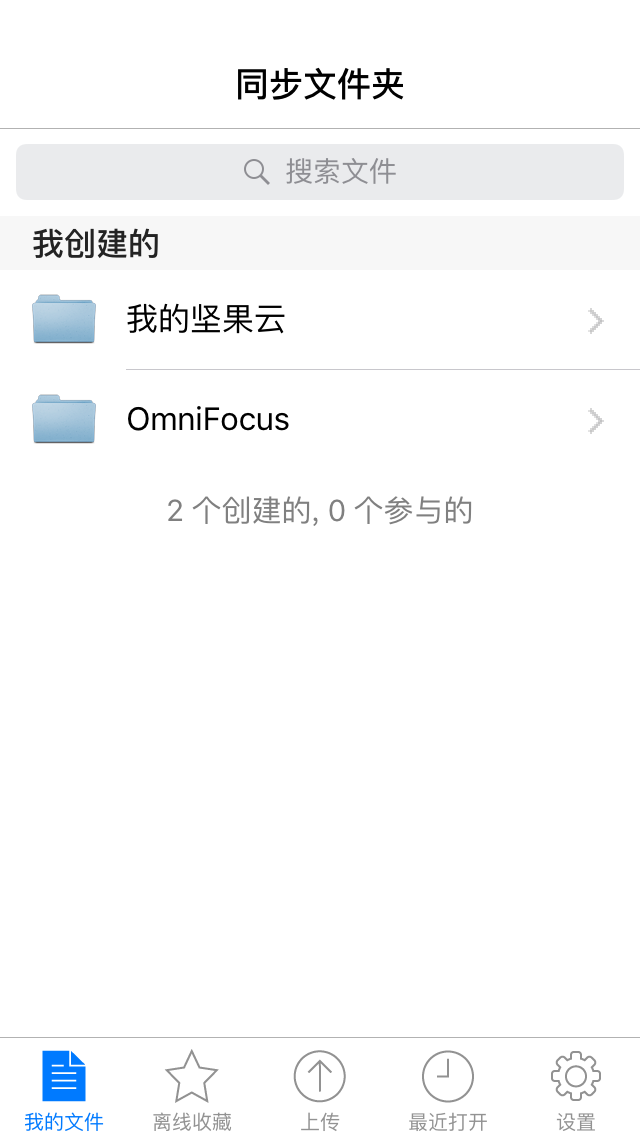 同步文件夹
搜索文件
我创建的
我的坚果云
OmniFocus
2 个创建的, 0 个参与的
我的文件
离线收藏
上传
最近打开
设置